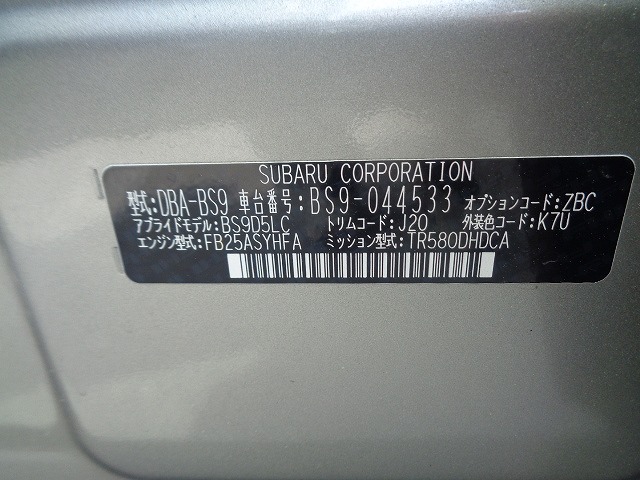 SUBARU CORPORATION
型式:DBA-BS9 車台番号:BS9-044533 オプションコード:ZBC
アプライドモデル:BS9D5LC トリムコード:J20 外装色コード:K7U
エンジン型式:FB25ASYHFA ミッション型式:TR580DHDCA